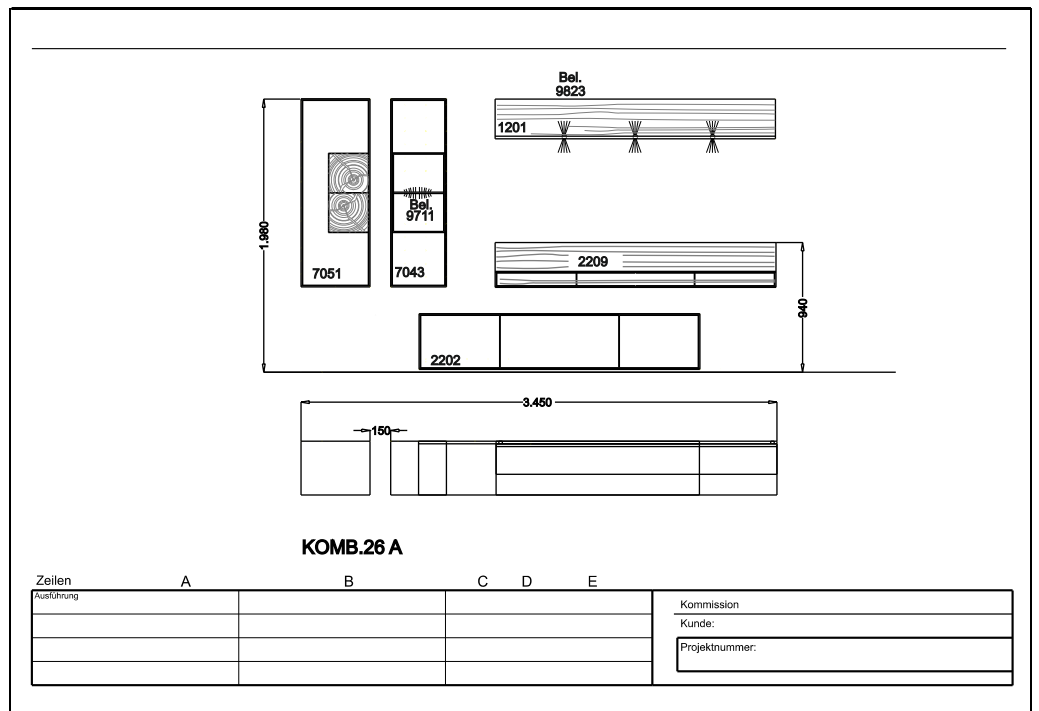 Bel.
9823
1201
Bel.
9711
1.980
7051
7043
2209
940
2202
3.450
150
KOMB.26 A
Zeilen A B C D E
Ausführung
Kommission
Kunde:
Projektnummer: